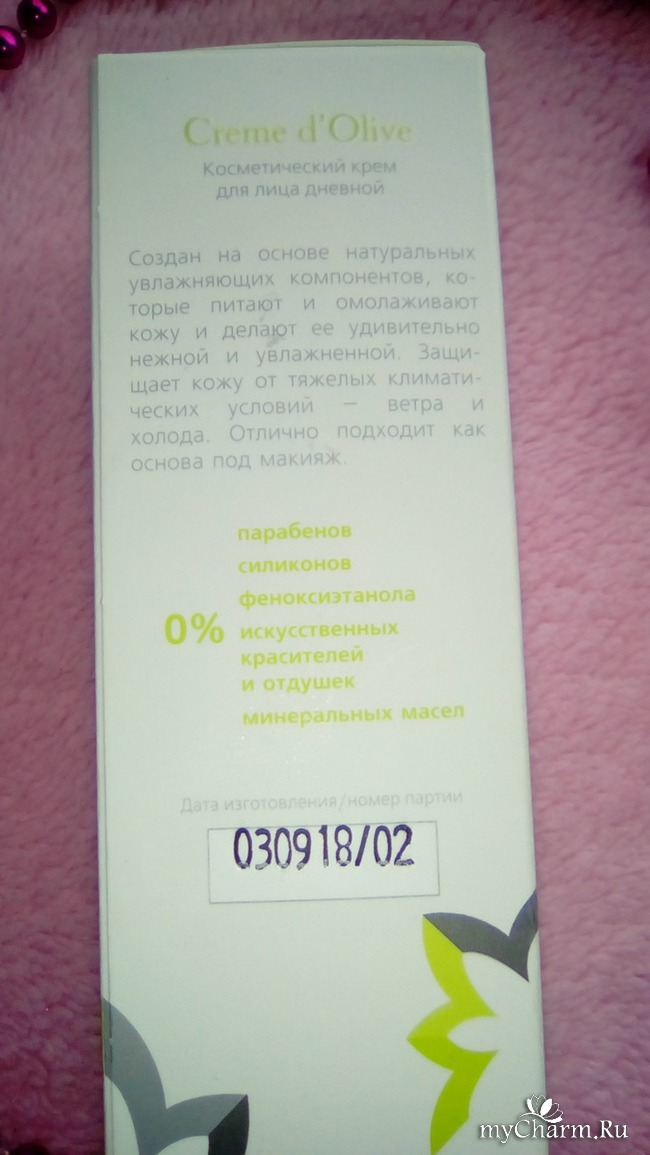 Creme d'Olive
Косметический крем
для лица дневной
Создан на основе натуральных
увлажняющих компонентов, ко-
торые питают и омолаживают
кожу и делают ее удивительно
нежной и увлажненной. Защи-
щает кожу от тяжелых климати-
ческих условий – ветра и
холода. Отлично подходит как
основа под макияж.
парабенов
силиконов
феноксиэтанола
0% искусственных
красителей
и отдушек
минеральных масел
Дата изготовления/номер партии
030918/02
myCharm.Ru